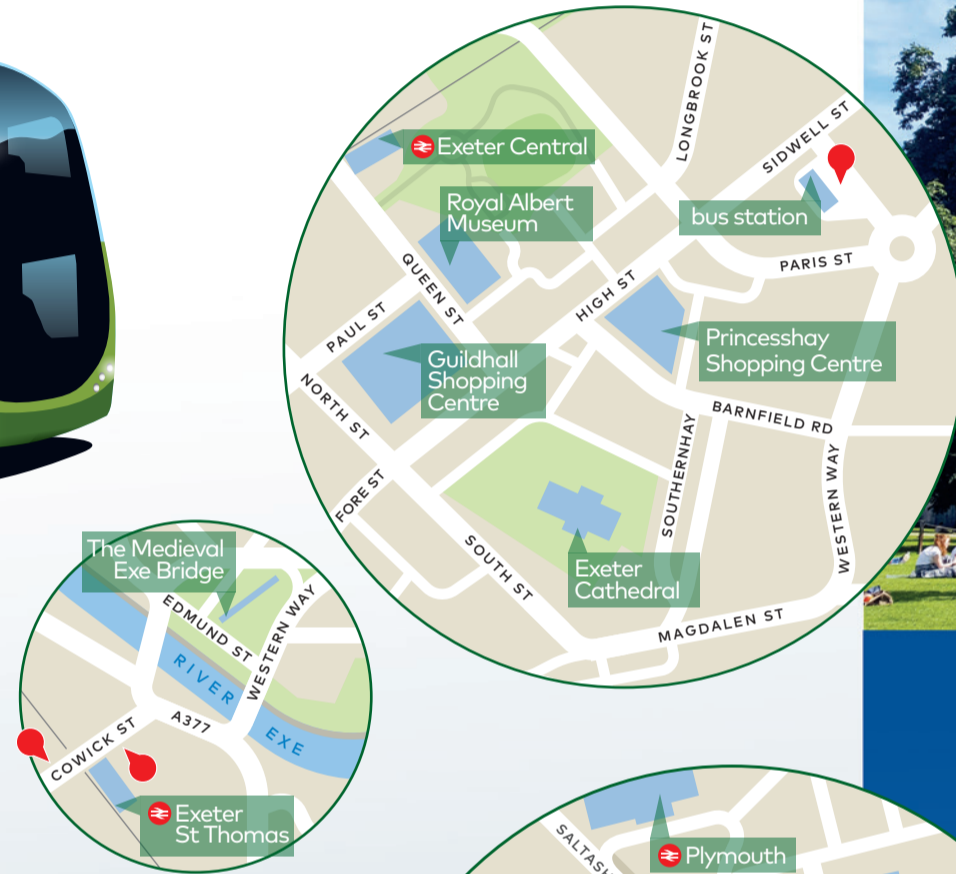 LONGBROOK ST
SIDWELL ST
Exeter Central
Royal Albert
Museum
bus station
QUEEN ST
PARIS ST
HIGH ST
PAUL ST
Princesshay
Shopping Centre
Guildhall
Shopping
Centre
NORTH ST
BARNFIELD RD
SOUTHERNHAY
WESTERN WAY
FORE ST
SOUTH ST
Exeter
Cathedral
MAGDALEN ST
The Medieval
Exe Bridge
EDMUND ST
WESTERN WAY
RIVER EXE
A377
COWICK ST
Exeter
St Thomas
SALTASH
Plymouth